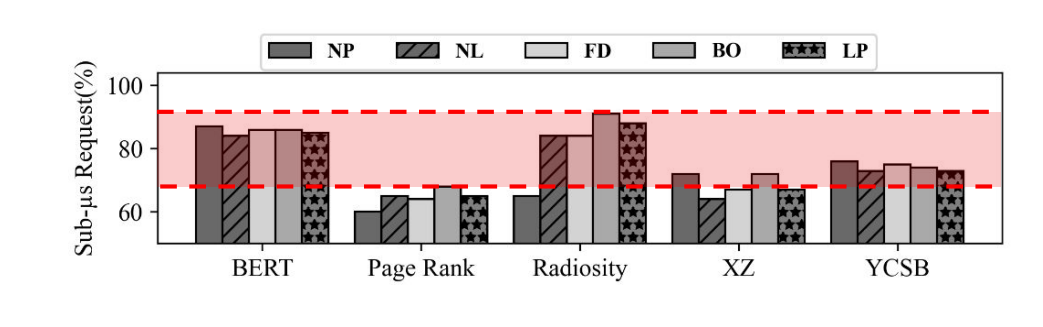 NP NL FD BO LP
Sub-µs Request(%)
100
80
60
BERT Page Rank Radiosity XZ YCSB